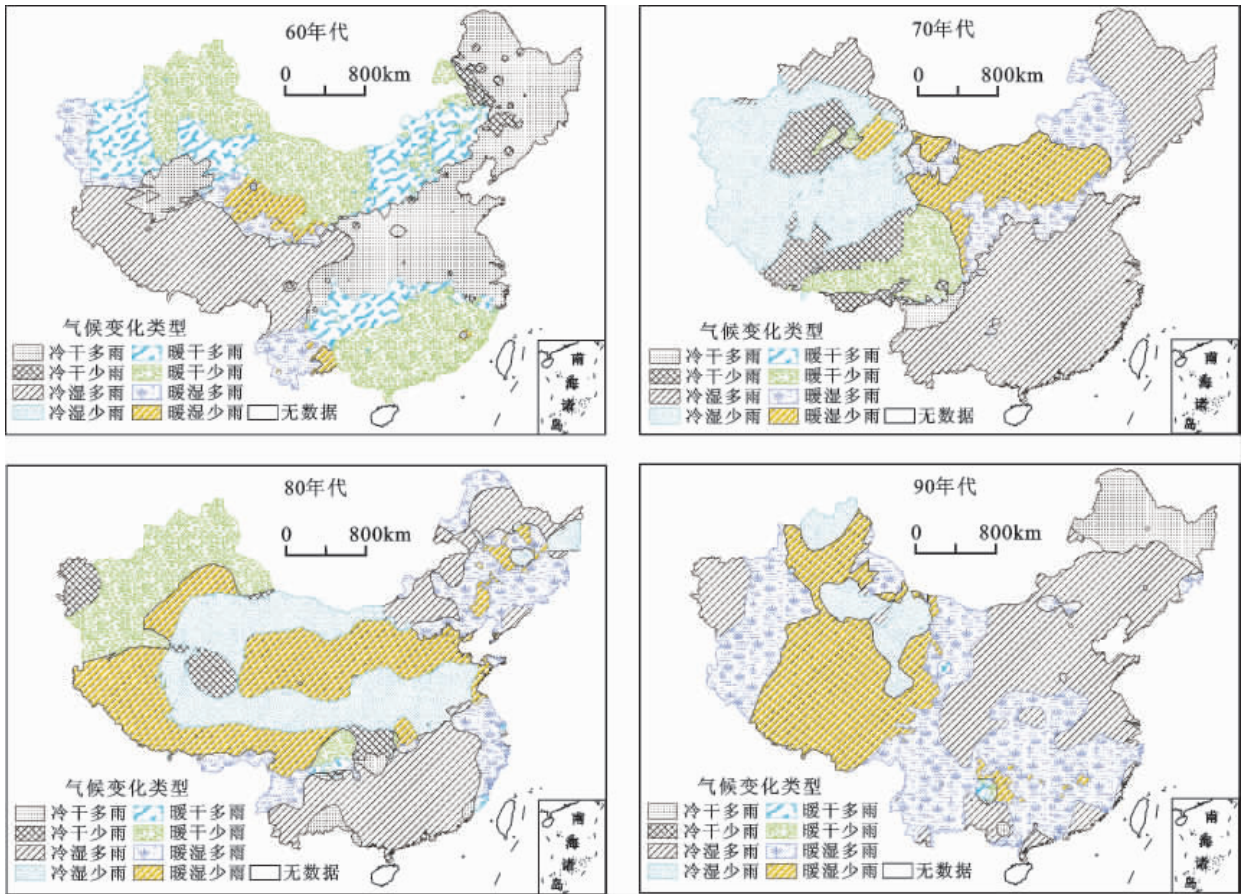 60年代
0 800km
气候变化类型
冷干多雨 暖干多雨
冷干少雨 暖干少雨
冷湿多雨 暖湿多雨
冷湿少雨 暖湿少雨 无数据
南
海
诸
岛
70年代
0 800km
气候变化类型
冷干多雨 暖干多雨
冷干少雨 暖干少雨
冷湿多雨 暖湿多雨
冷湿少雨 暖湿少雨 无数据
南
海
诸
岛
80年代
0 800km
气候变化类型
冷干多雨 暖干多雨
冷干少雨 暖干少雨
冷湿多雨 暖湿多雨
冷湿少雨 暖湿少雨 无数据
南
海
诸
岛
90年代
0 800km
气候变化类型
冷干多雨 暖干多雨
冷干少雨 暖干少雨
冷湿多雨 暖湿多雨
冷湿少雨 暖湿少雨 无数据
南
海
诸
岛